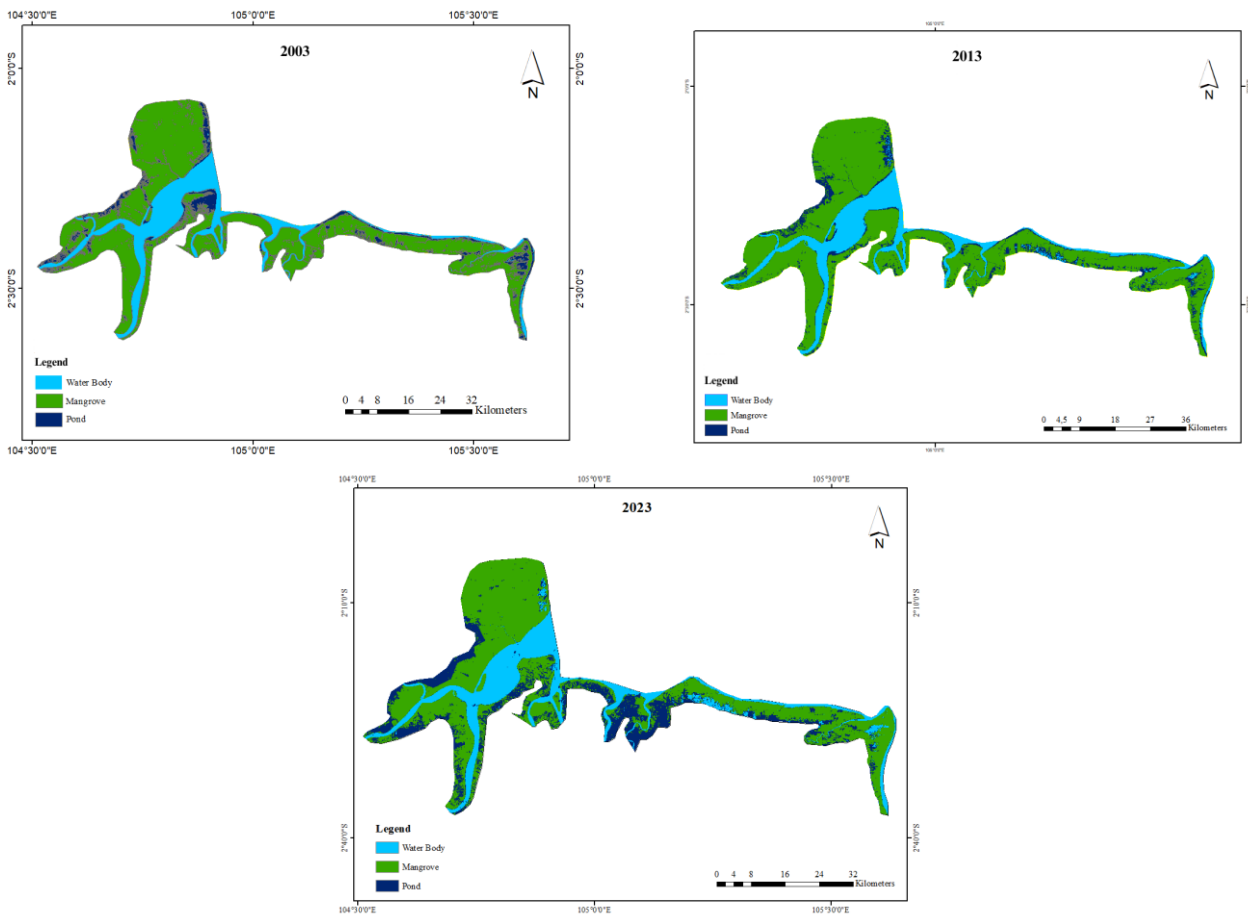 104°30'0"E 105°0'0"E 105°30'0"E
2003
N
2°0'0"S 2°0'0"S
2°30'0"S 2°30'0"S
Legend
Water Body
Mangrove
Pond
0 4 8 16 24 32
Kilometers
104°30'0"E 105°0'0"E 105°30'0"E
2013
N
Legend
Water Body
Mangrove
Pond
0 4,5 9 18 27 36
Kilometers
104°30'0"E 105°0'0"E 105°30'0"E
2023
N
2°10'0"S 2°10'0"S
Legend
Water Body
Mangrove
Pond
2°40'0"S 2°40'0"S
0 4 8 16 24 32
Kilometers
104°30'0"E 105°0'0"E 105°30'0"E